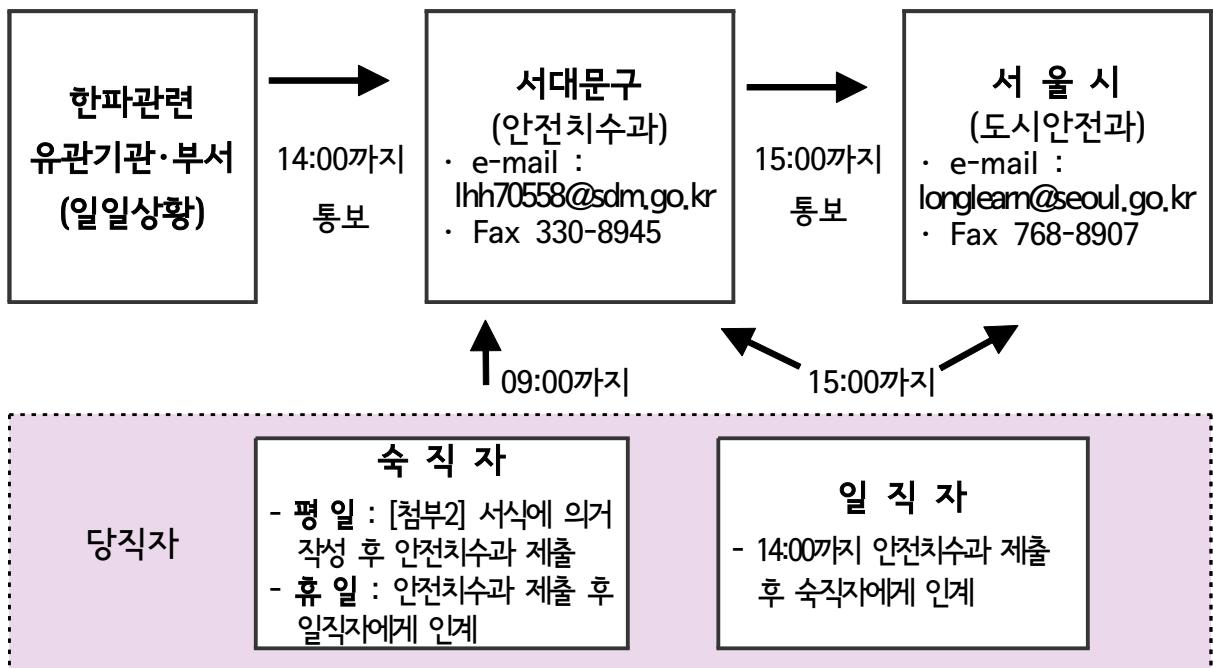 한파관련
유관기관·부서
(일일상황)
14:00까지
통보
서대문구
(안전치수과)
· e-mail :
lhh70558@sdm.go.kr
· Fax 330-8945
15:00까지
통보
서 울 시
(도시안전과)
· e-mail :
longlearn@seoul.go.kr
· Fax 768-8907
09:00까지
15:00까지
당직자
숙 직 자
- 평 일 : [첨부2] 서식에 의거
작성 후 안전치수과 제출
- 휴 일 : 안전치수과 제출 후
일직자에게 인계
일 직 자
- 14:00까지 안전치수과 제출
후 숙직자에게 인계